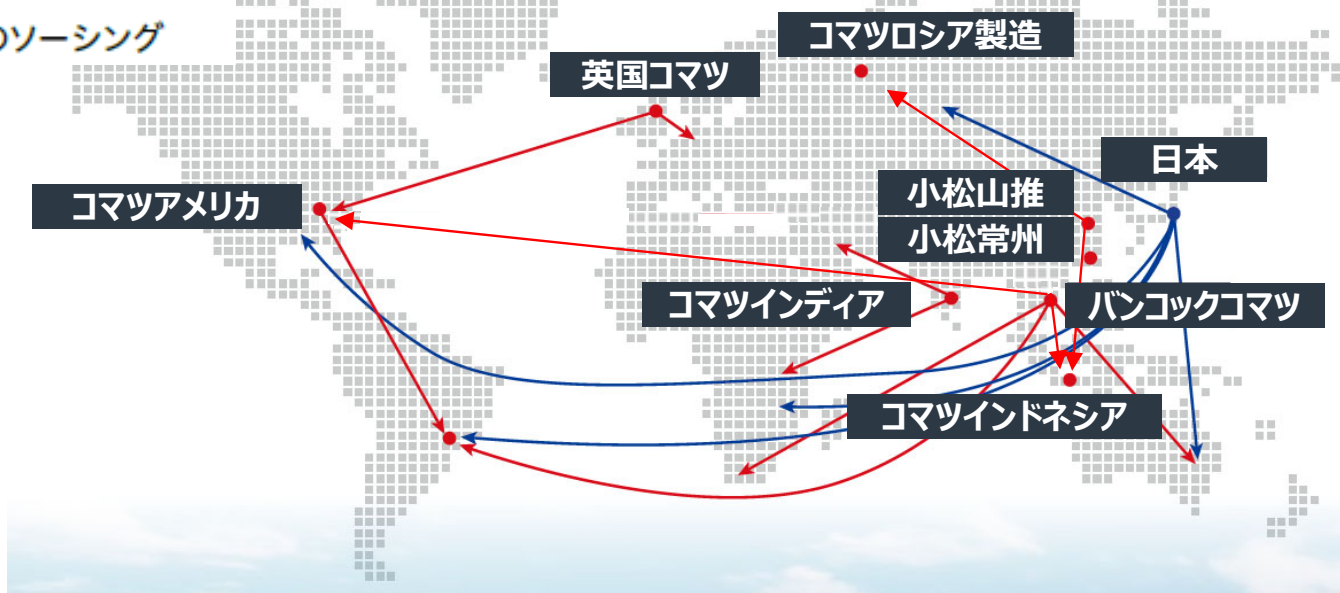 のソーシング
コマツロシア製造
英国コマツ
日本
コマツアメリカ
小松山推
小松常州
コマツインディア
バンコックコマツ
コマツインドネシア